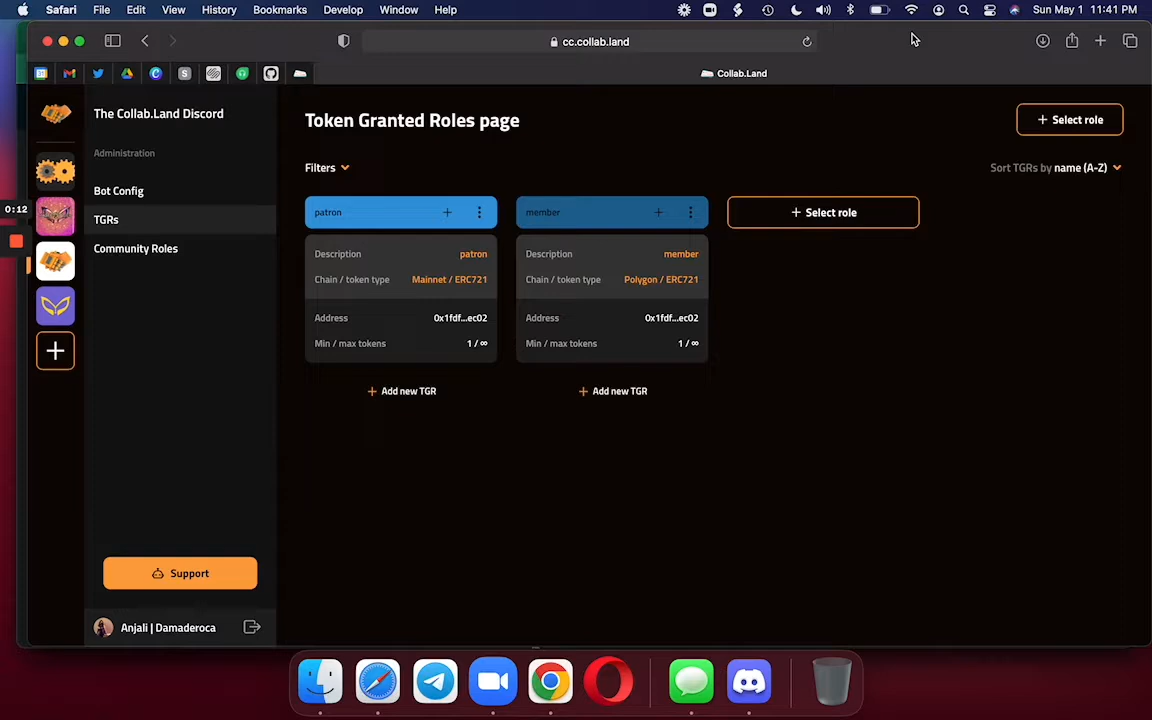 Safari File Edit View History Bookmarks Develop Window Help Sun May 1 11:41 PM
cc.collab.land
Collab.Land
The Collab.Land Discord
Administration
Bot Config
TGRs
Community Roles
0:12
Support
Anjali | Damaderoca
Token Granted Roles page
+ Select role
Filters
Sort TGRs by name (A-Z)
patron
Description patron
Chain / token type Mainnet / ERC721
Address 0x1fdf...ec02
Min / max tokens 1 / ∞
+ Add new TGR
member
Description member
Chain / token type Polygon / ERC721
Address 0x1fdf...ec02
Min / max tokens 1 / ∞
+ Add new TGR
+ Select role